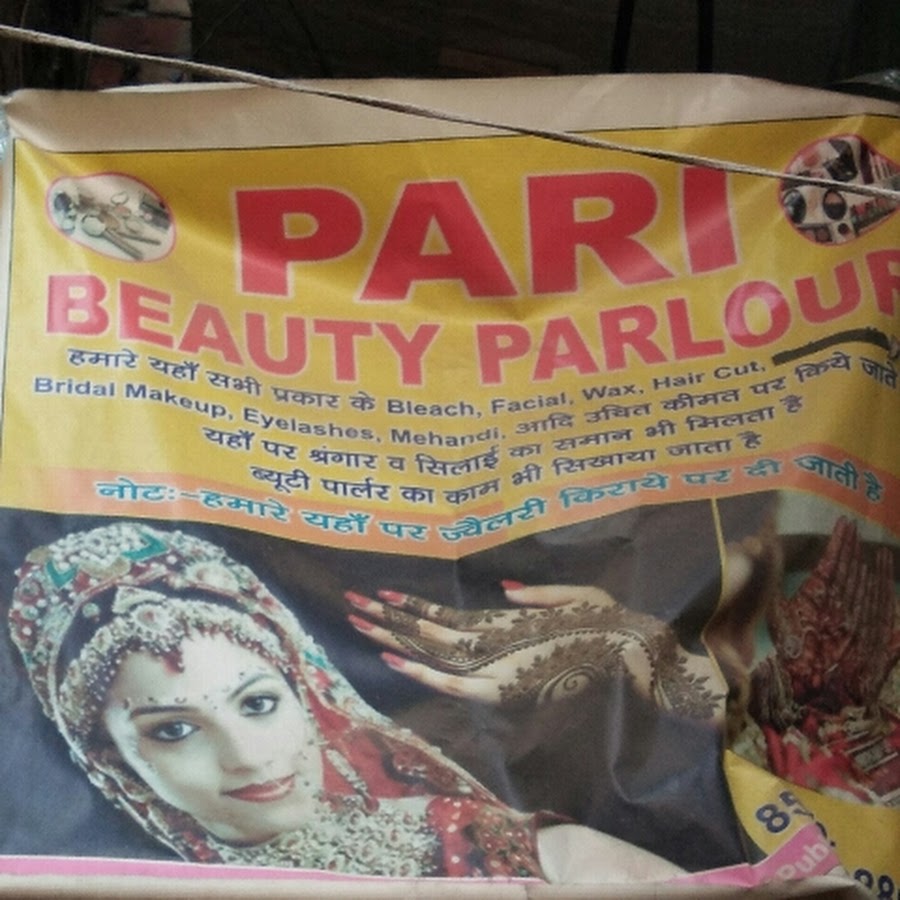 PARI
BEAUTY PARLOUR
हमारे यहाँ सभी प्रकार के Bleach, Facial, Wax, Hair Cut,
Bridal Makeup, Eyelashes, Mehandi, आदि उचित कीमत पर किये जाते
यहाँ पर श्रंगार व सिलाई का समान भी मिलता है
ब्यूटी पार्लर का काम भी सिखाया जाता है
नोटः-हमारे यहाँ पर ज्वैलरी किराये पर दी जाती है
Pub